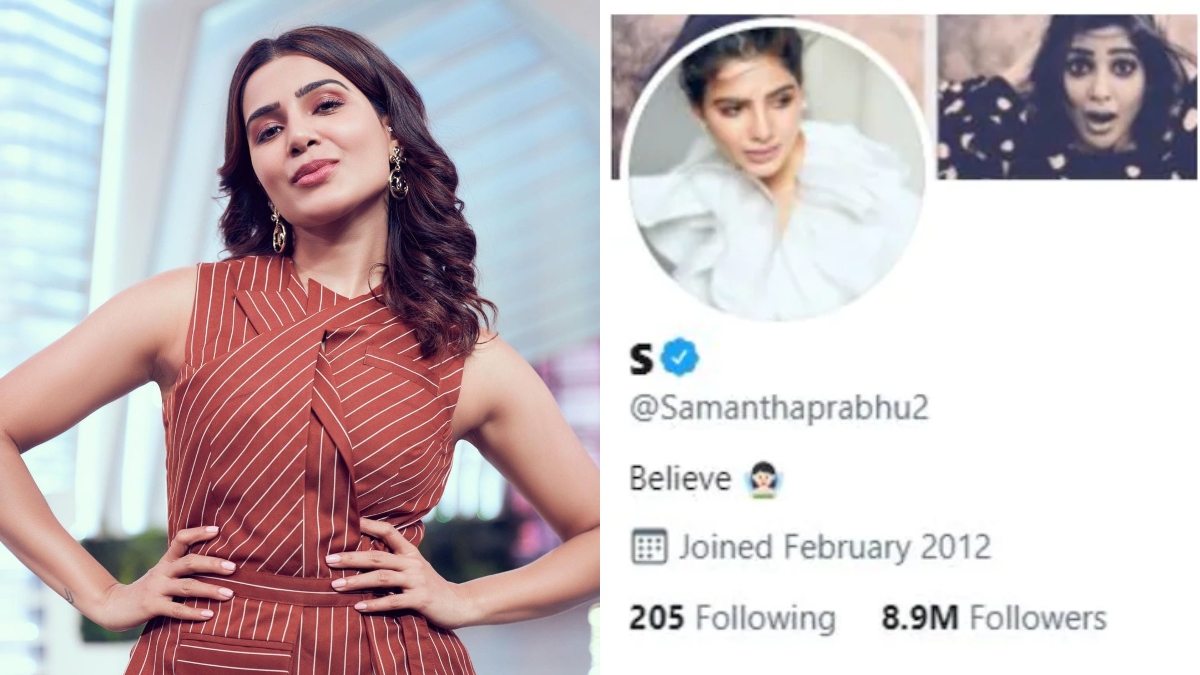 S
@Samanthaprabhu2
Believe 🤷🏻‍♀️
Joined February 2012
205 Following 8.9M Followers